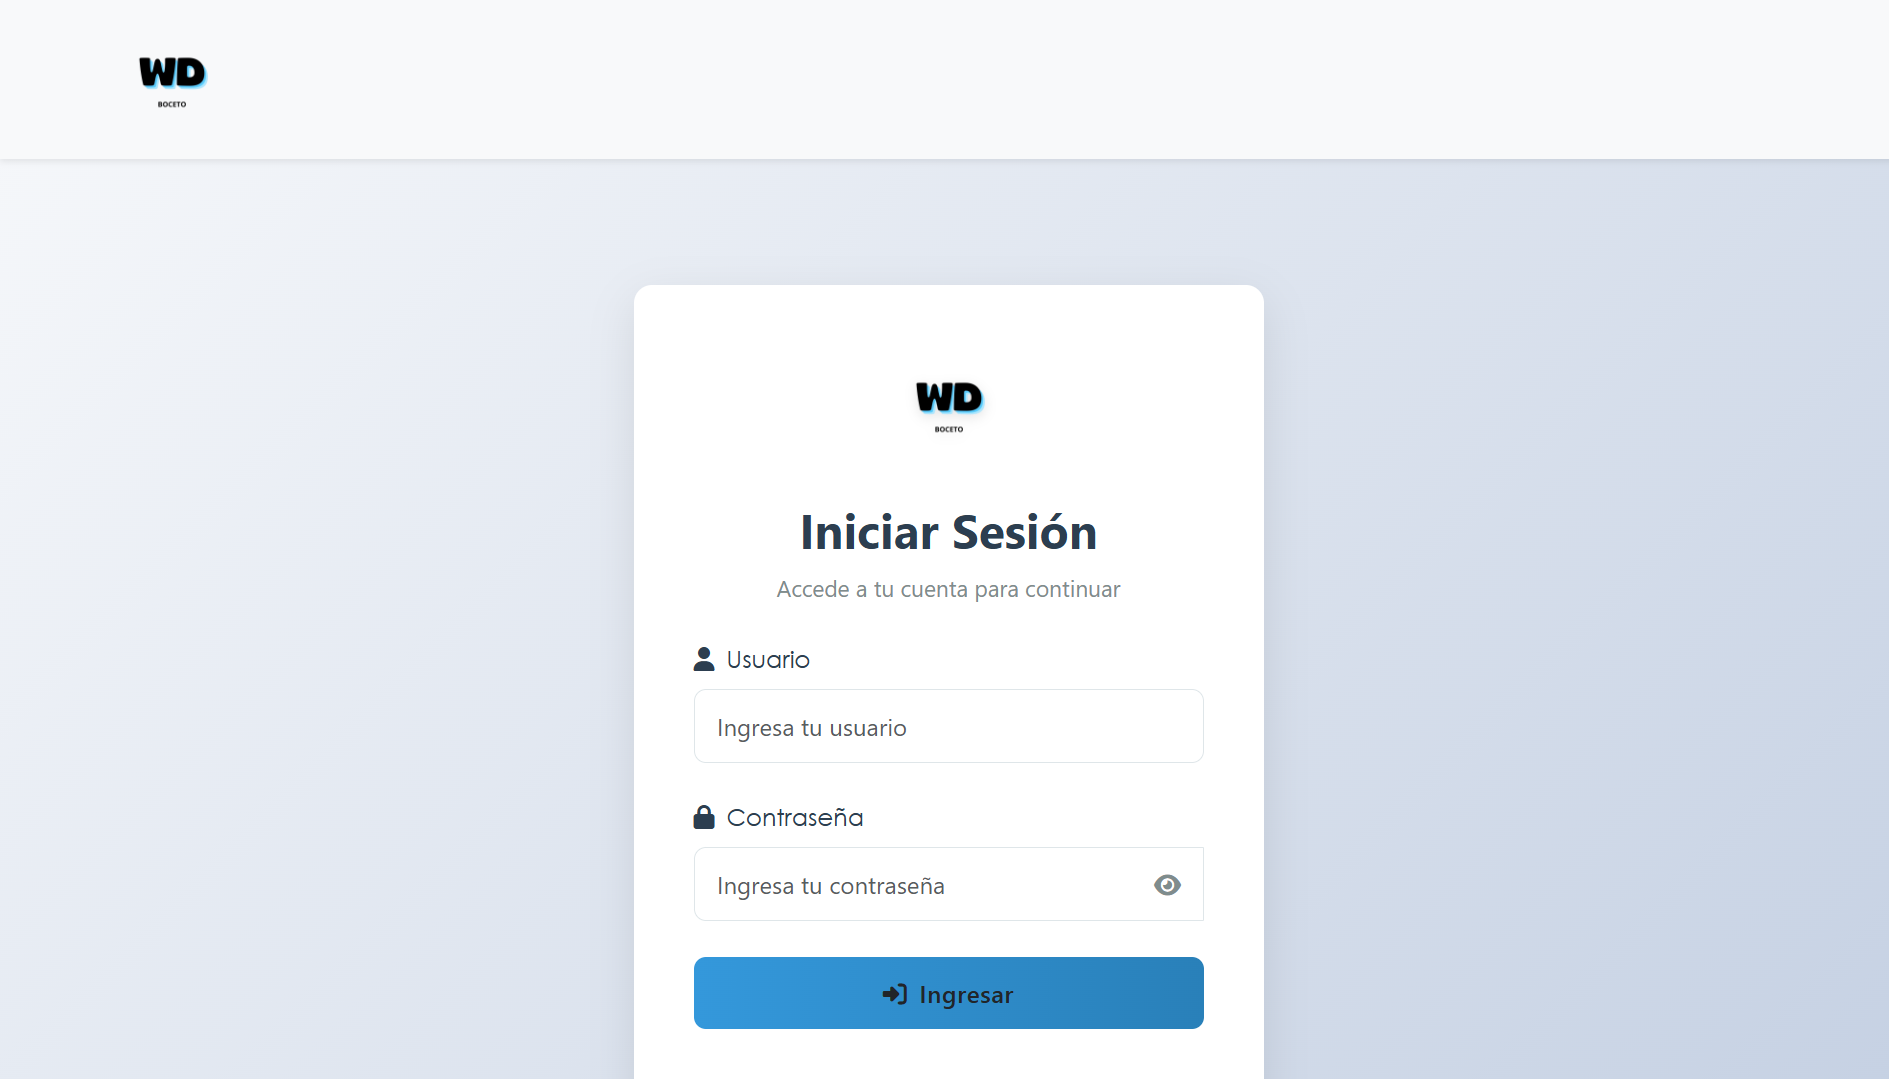 WD
BOCETO
WD
BOCETO
Iniciar Sesión
Accede a tu cuenta para continuar
Usuario
Ingresa tu usuario
Contraseña
Ingresa tu contraseña
Ingresar